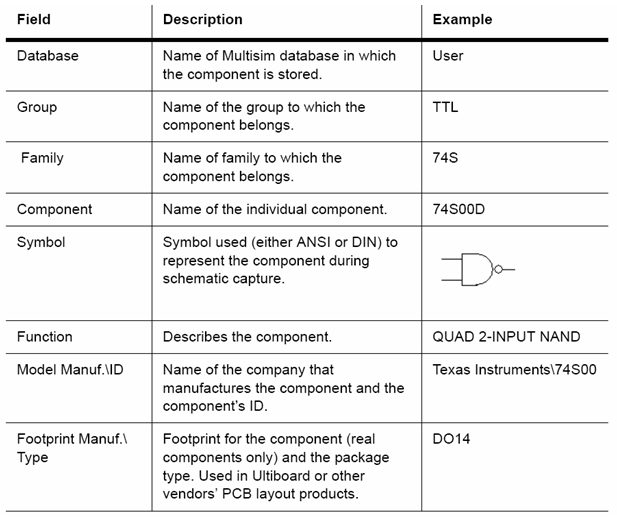 Field Description Example
Database Name of Multisim database in which User
the component is stored.
Group Name of the group to which the TTL
component belongs.
Family Name of family to which the 74S
component belongs.
Component Name of the individual component. 74S00D
Symbol Symbol used (either ANSI or DIN) to
represent the component during
schematic capture.
Function Describes the component. QUAD 2-INPUT NAND
Model Manuf.\ID Name of the company that Texas Instruments\74S00
manufactures the component and the
component’s ID.
Footprint Manuf.\ Footprint for the component (real DO14
Type components only) and the package
type. Used in Ultiboard or other
vendors’ PCB layout products.